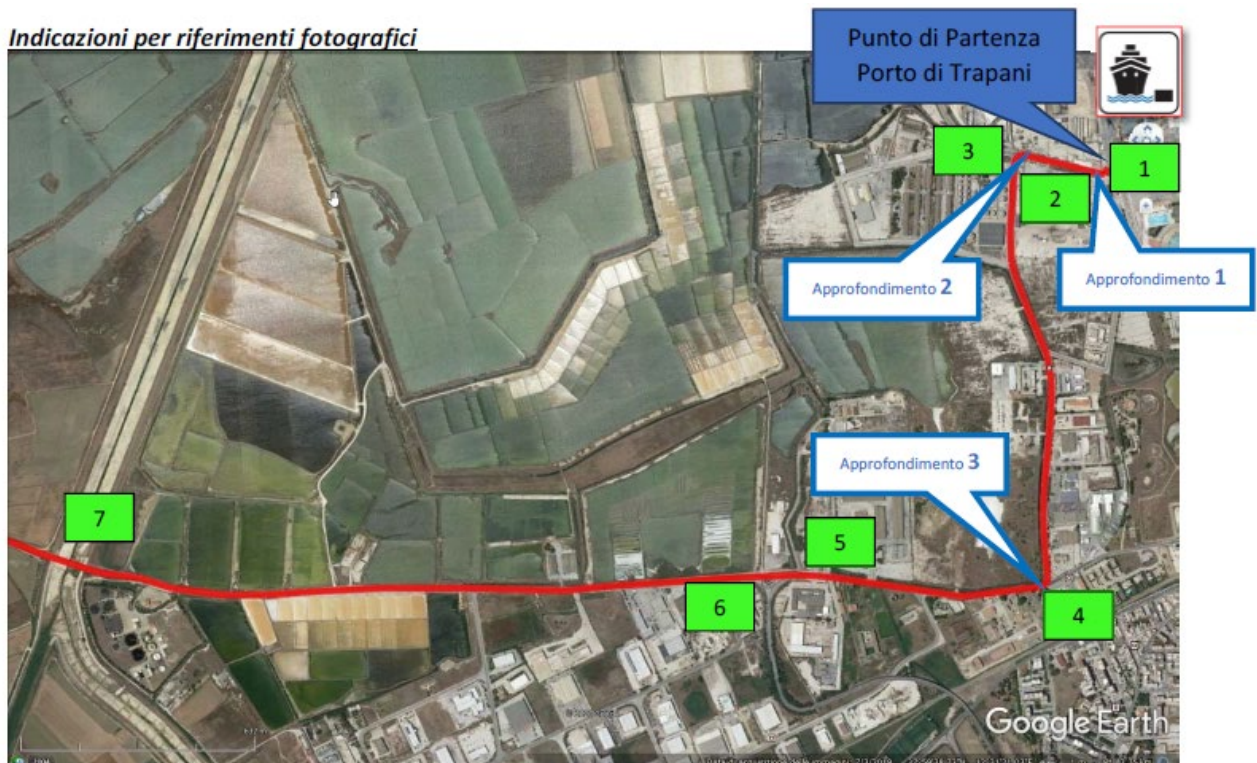 Indicazioni per riferimenti fotografici
Punto di Partenza
Porto di Trapani
3
1
2
Approfondimento 2
Approfondimento 1
Approfondimento 3
7
5
6
4
Google Earth